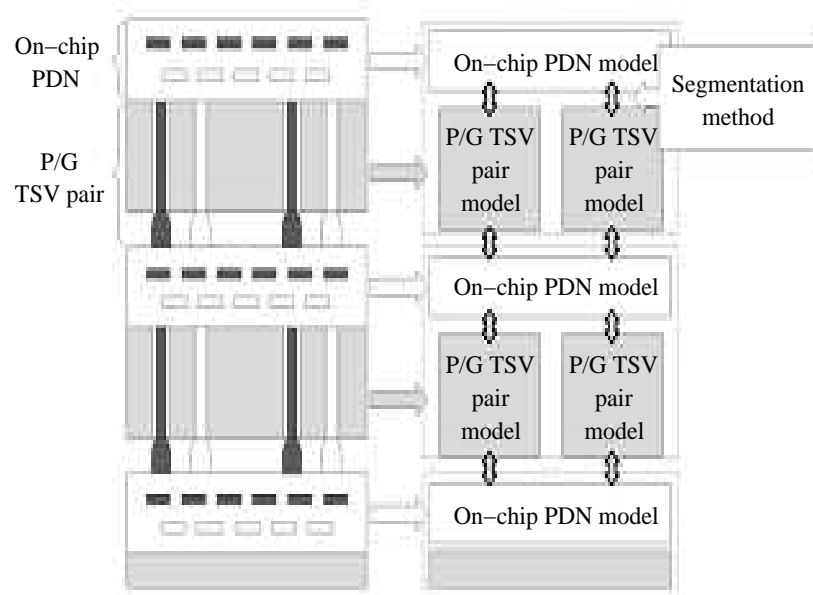 On−chip
PDN
P/G
TSV pair
On−chip PDN model
Segmentation
method
P/G TSV
pair
model
P/G TSV
pair
model
On−chip PDN model
P/G TSV
pair
model
P/G TSV
pair
model
On−chip PDN model